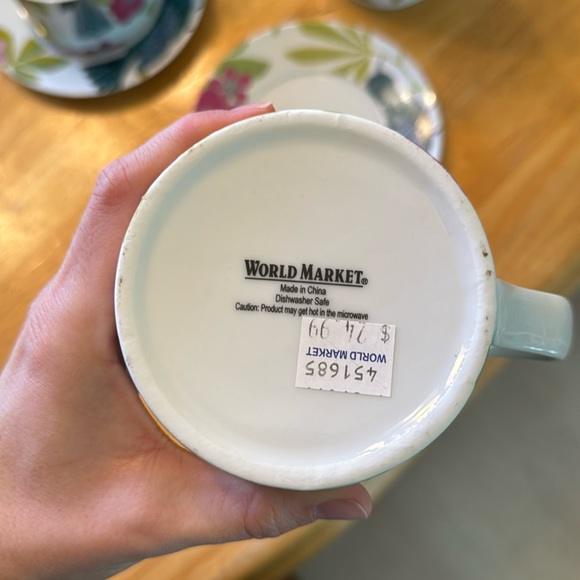 WORLD MARKET®
Made in China
Dishwasher Safe
Caution: Product may get hot in the microwave
451685
WORLD MARKET
$ 24.99